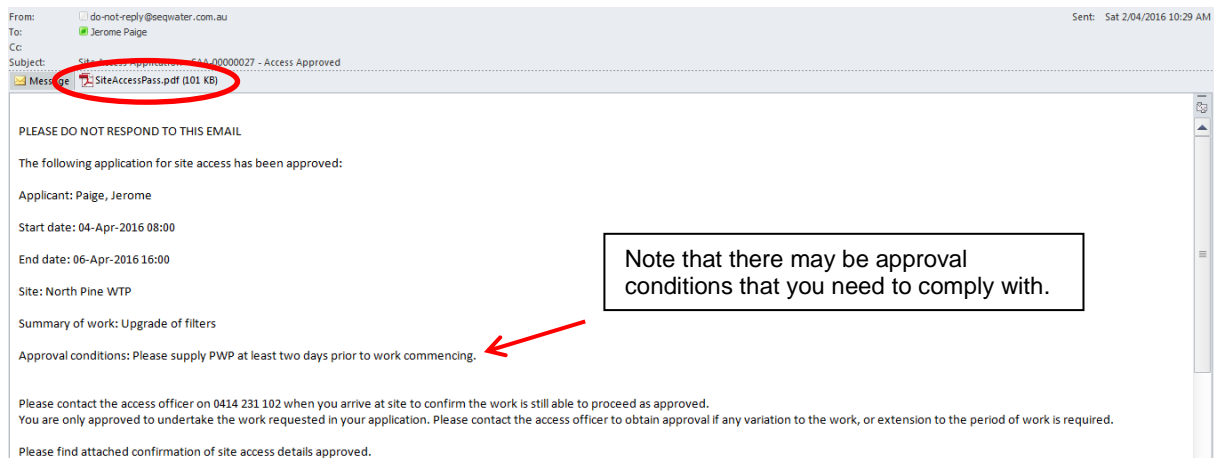 From: do-not-reply@seqwater.com.au Sent: Sat 2/04/2016 10:29 AM
To: Jerome Paige
Cc:
Subject: Site Access Application - SAA-00000027 - Access Approved
Message SiteAccessPass.pdf (101 KB)
PLEASE DO NOT RESPOND TO THIS EMAIL
The following application for site access has been approved:
Applicant: Paige, Jerome
Start date: 04-Apr-2016 08:00
End date: 06-Apr-2016 16:00
Note that there may be approval
conditions that you need to comply with.
Site: North Pine WTP
Summary of work: Upgrade of filters
Approval conditions: Please supply PWP at least two days prior to work commencing.
Please contact the access officer on 0414 231 102 when you arrive at site to confirm the work is still able to proceed as approved.
You are only approved to undertake the work requested in your application. Please contact the access officer to obtain approval if any variation to the work, or extension to the period of work is required.
Please find attached confirmation of site access details approved.